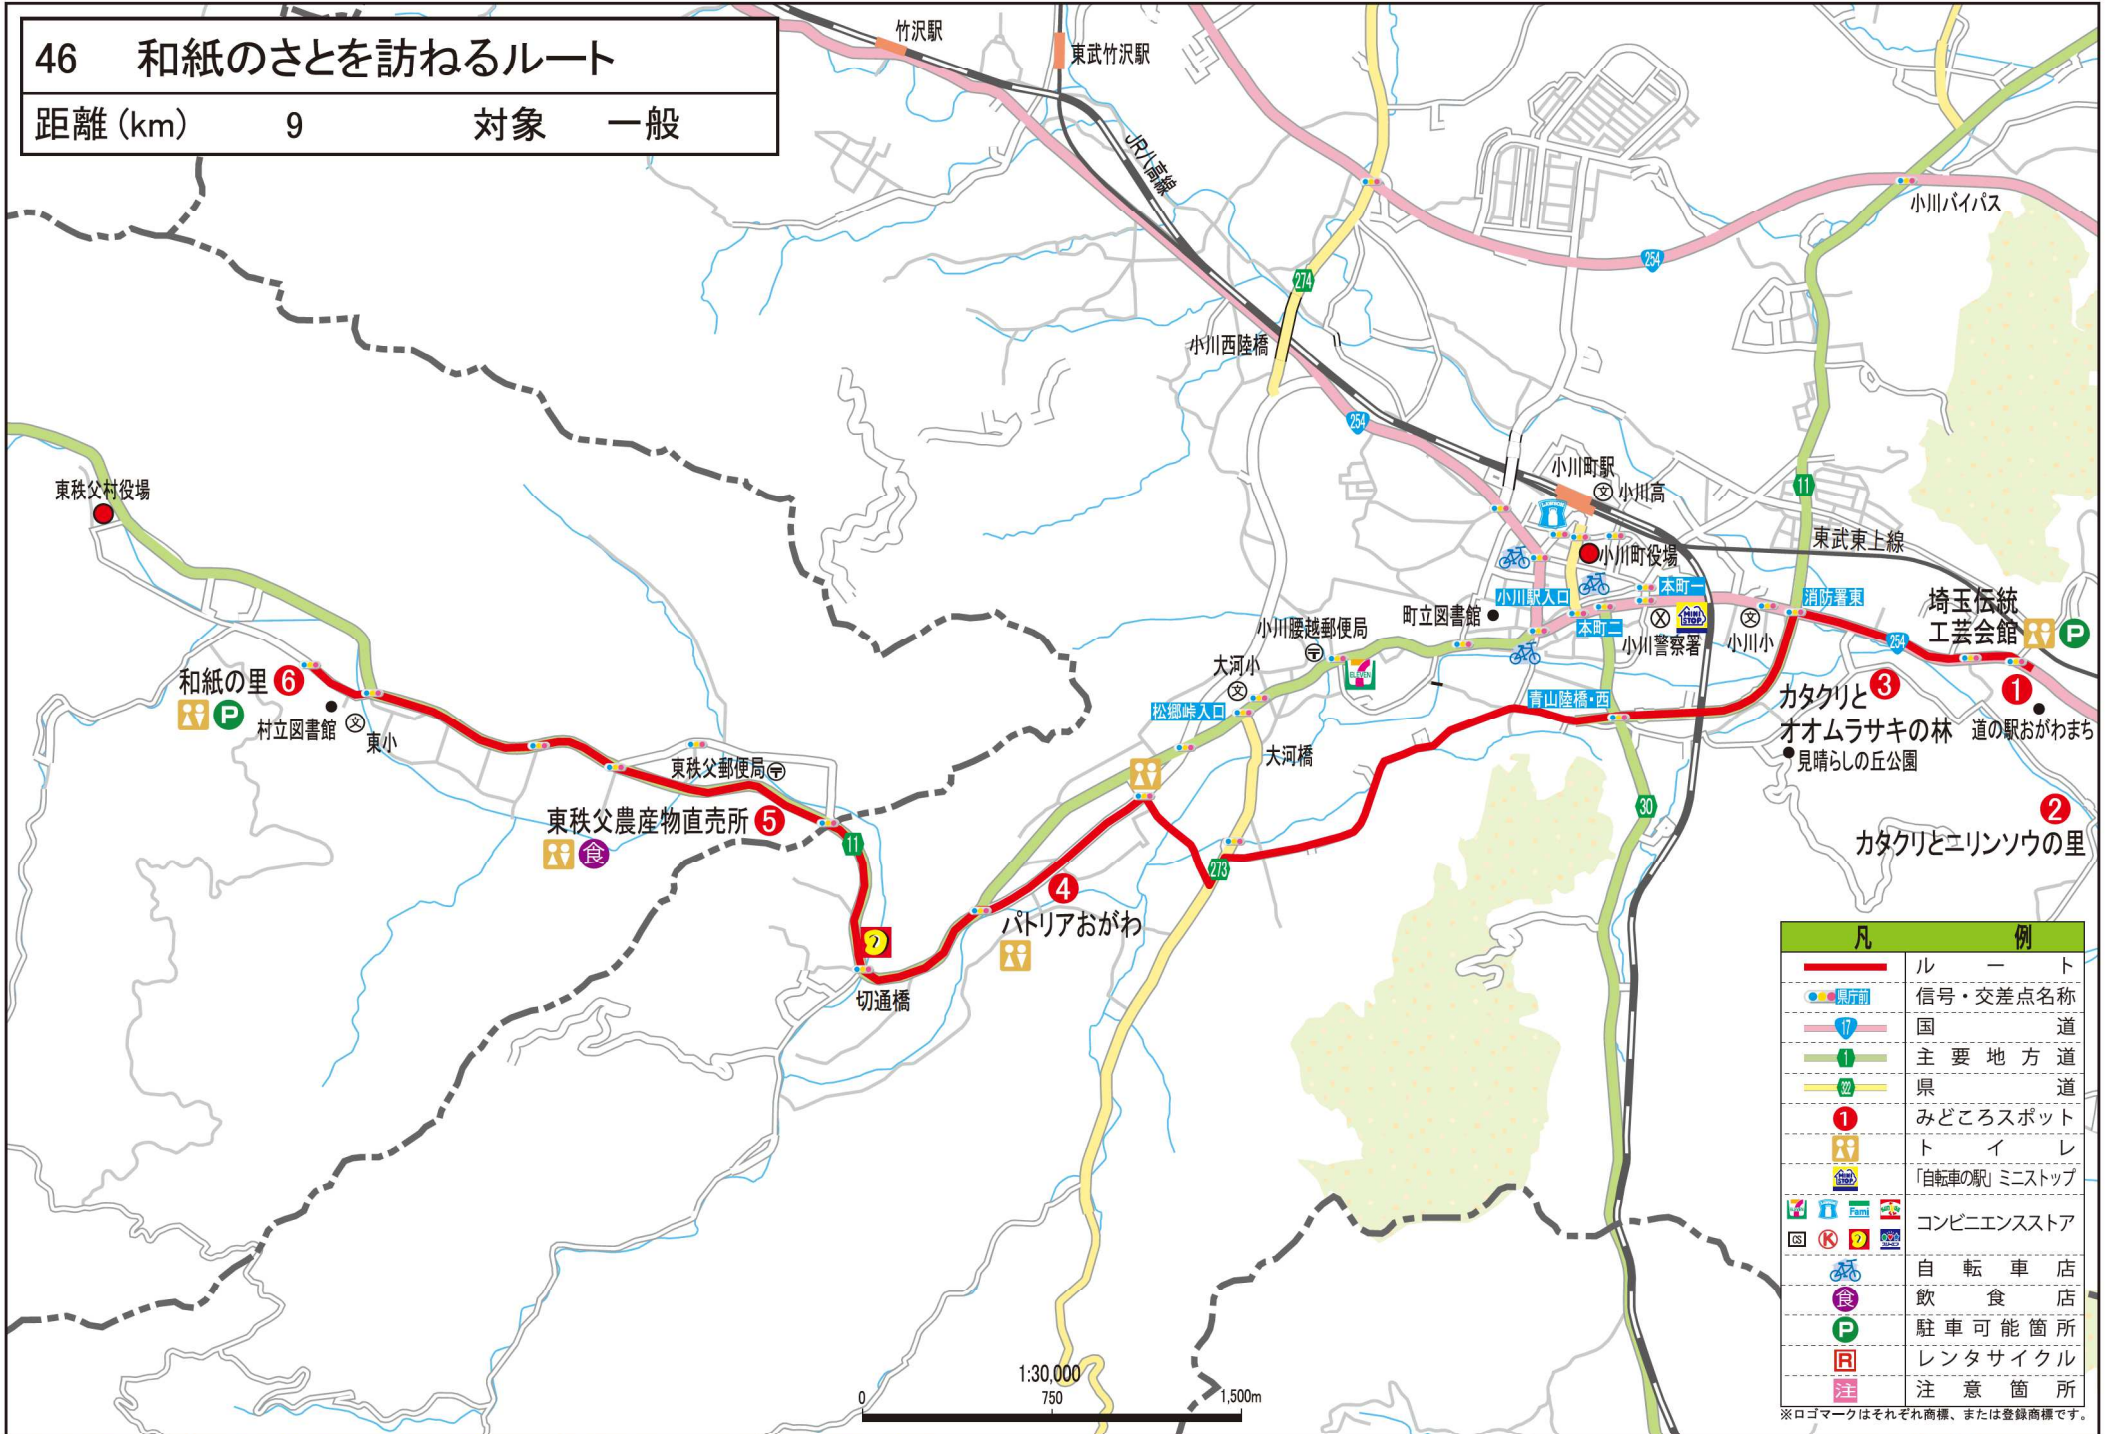 46 和紙のさとを訪ねるルート
距離(km) 9 対象 一般
竹沢駅
東武竹沢駅
JR八高線
小川バイパス
254
274
小川西陸橋
254
小川町駅
小川高
11
東武東上線
東秩父村役場
小川町役場
本町一
小川駅入口
消防署東
埼玉伝統
工芸会館
P
町立図書館
本町二
MINI
STOP
小川警察署
小川小
254
小川腰越郵便局
ELEVEN
大河小
松郷峠入口
青山陸橋・西
和紙の里 6
P
村立図書館
東小
大河橋
カタクリと 3
オオムラサキの林
1
道の駅おがわまち
見晴らしの丘公園
東秩父郵便局
東秩父農産物直売所 5
食
11
30
2
カタクリとニリンソウの里
273
4
パトリアおがわ
切通橋
凡例
ルート
県庁前 信号・交差点名称
17 国道
1 主要地方道
322 県道
1 みどころスポット
トイレ
MINI
STOP
「自転車の駅」ミニストップ
ELEVEN Fami
コンビニエンスストア
CS K
自転車店
食 飲食店
P 駐車可能箇所
R レンタサイクル
注 注意箇所
※ロゴマークはそれぞれ商標、または登録商標です。
1:30,000
0 750 1,500m